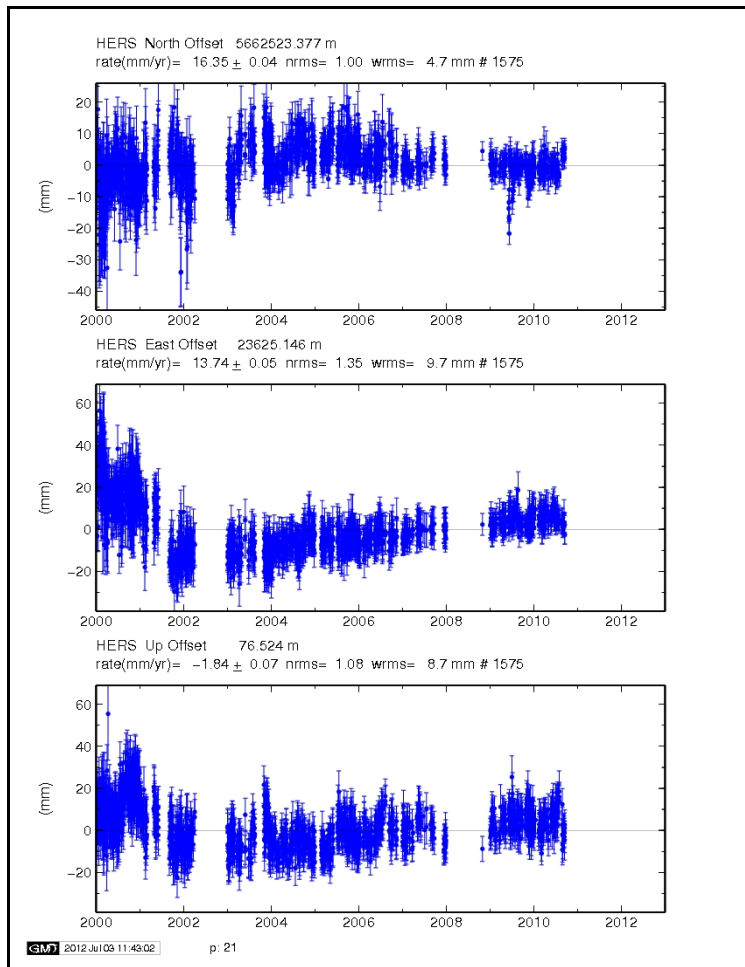 HERS North Offset 5662523.377 m
rate(mm/yr)= 16.35 ± 0.04 nrms= 1.00 wrms= 4.7 mm # 1575
20
10
0
−10
−20
−30
−40
(mm)
2000 2002 2004 2006 2008 2010 2012
HERS East Offset 23625.146 m
rate(mm/yr)= 13.74 ± 0.05 nrms= 1.35 wrms= 9.7 mm # 1575
60
40
20
0
−20
(mm)
2000 2002 2004 2006 2008 2010 2012
HERS Up Offset 76.524 m
rate(mm/yr)= −1.84 ± 0.07 nrms= 1.08 wrms= 8.7 mm # 1575
60
40
20
0
−20
(mm)
2000 2002 2004 2006 2008 2010 2012
GMT 2012 Jul 03 11:43:02 p: 21